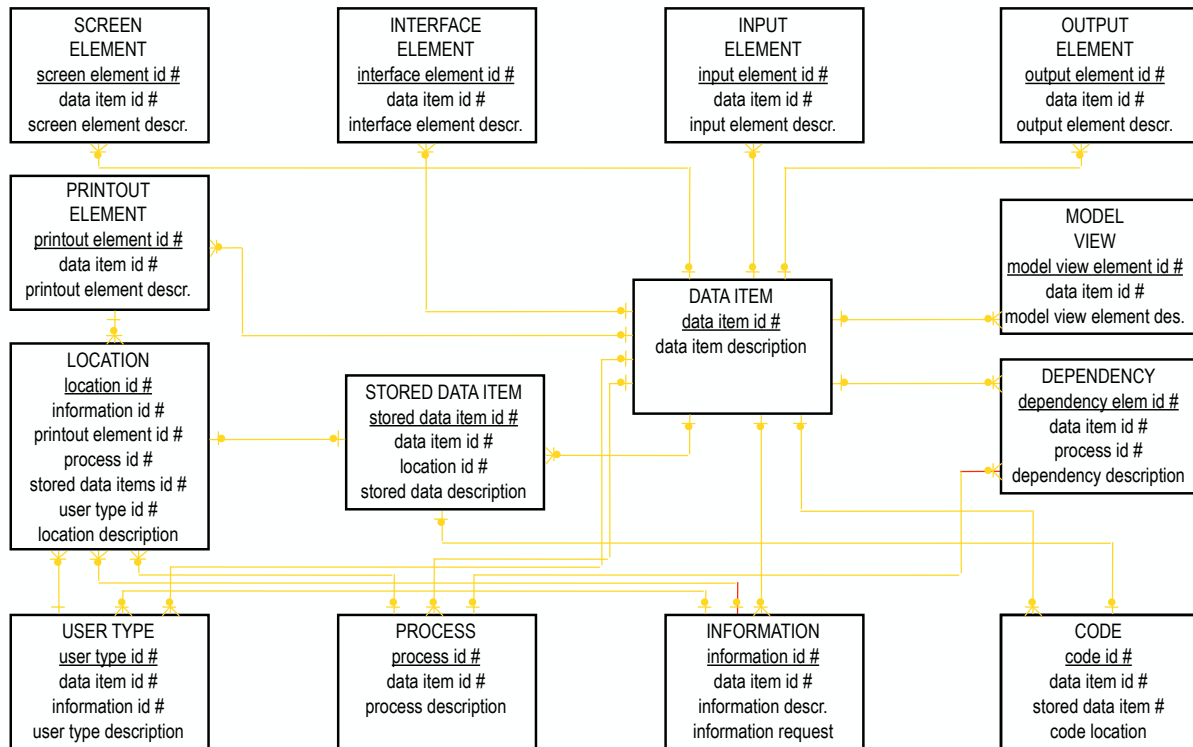 SCREEN
ELEMENT
screen element id #
data item id #
screen element descr.
INTERFACE
ELEMENT
interface element id #
data item id #
interface element descr.
INPUT
ELEMENT
input element id #
data item id #
input element descr.
OUTPUT
ELEMENT
output element id #
data item id #
output element descr.
PRINTOUT
ELEMENT
printout element id #
data item id #
printout element descr.
MODEL
VIEW
model view element id #
data item id #
model view element des.
DATA ITEM
data item id #
data item description
LOCATION
location id #
information id #
printout element id #
process id #
stored data items id #
user type id #
location description
STORED DATA ITEM
stored data item id #
data item id #
location id #
stored data description
DEPENDENCY
dependency elem id #
data item id #
process id #
dependency description
USER TYPE
user type id #
data item id #
information id #
user type description
PROCESS
process id #
data item id #
process description
INFORMATION
information id #
data item id #
information descr.
information request
CODE
code id #
data item id #
stored data item #
code location